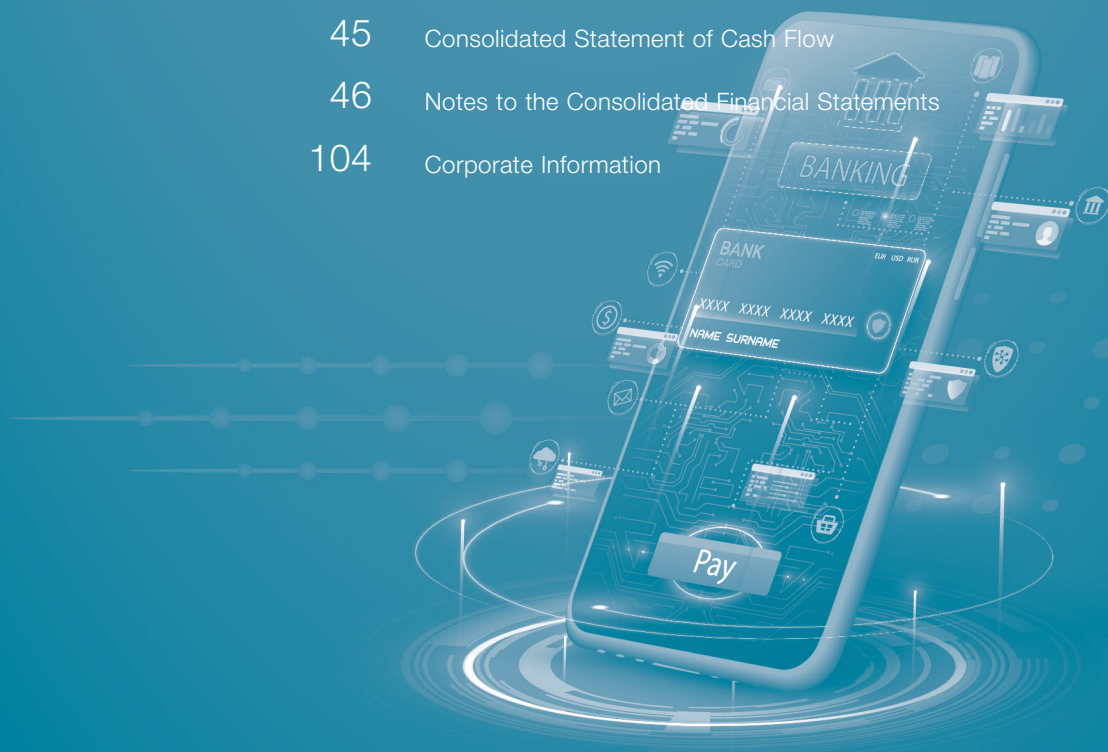 45 Consolidated Statement of Cash Flow
46 Notes to the Consolidated Financial Statements
104 Corporate Information
BANKING
BANK
CARD
EUR USD RUR
XXXX XXXX XXXX XXXX
NAME SURNAME
Pay